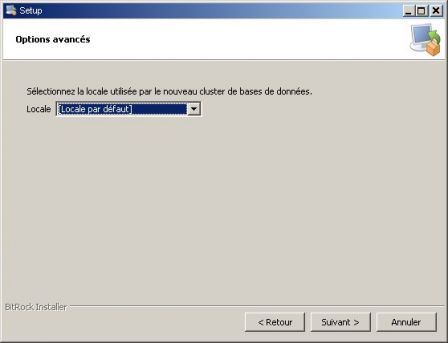 Setup
Options avancés
Sélectionnez la locale utilisée par le nouveau cluster de bases de données.
Locale [Locale par défaut]
BitRock Installer
< Retour Suivant > Annuler